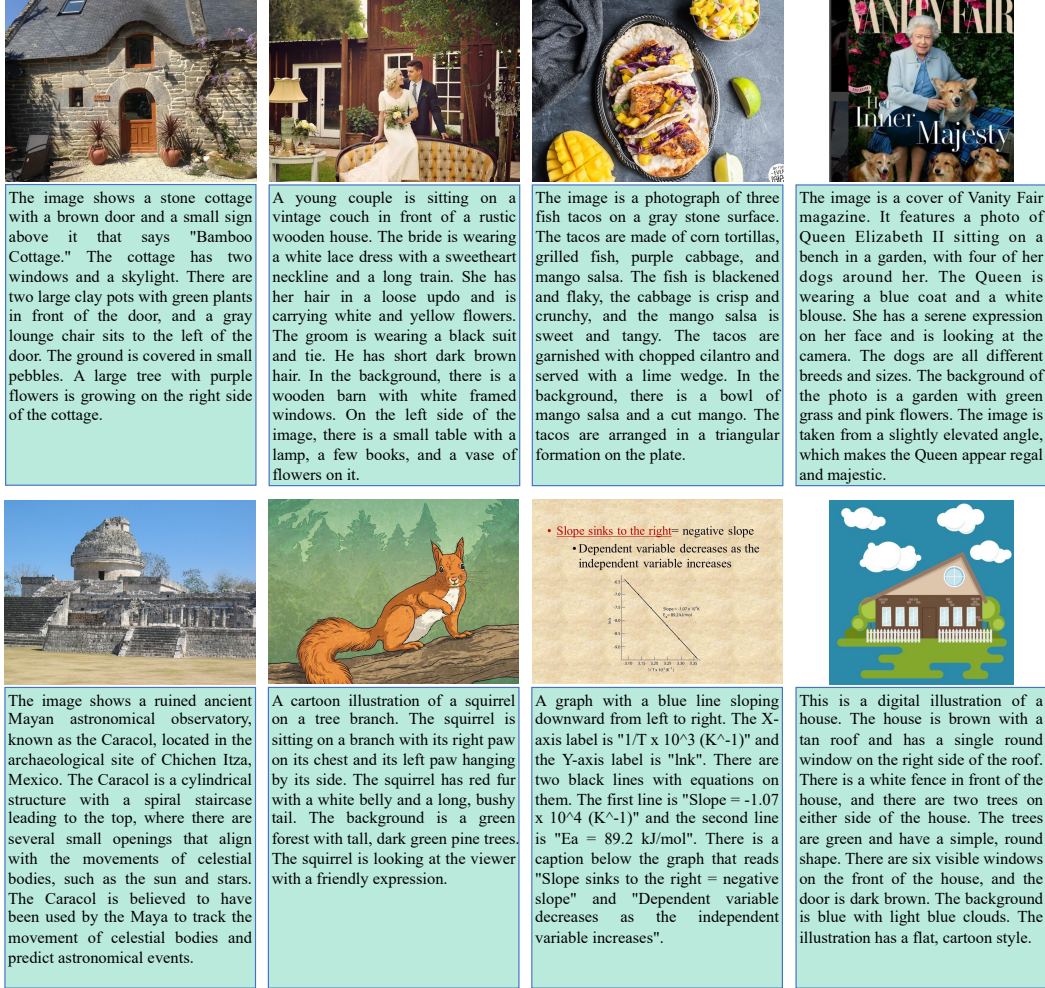 VANITY FAIR
Her
Inner
Majesty
The image shows a stone cottage
with a brown door and a small sign
above it that says "Bamboo
Cottage." The cottage has two
windows and a skylight. There are
two large clay pots with green plants
in front of the door, and a gray
lounge chair sits to the left of the
door. The ground is covered in small
pebbles. A large tree with purple
flowers is growing on the right side
of the cottage.
A young couple is sitting on a
vintage couch in front of a rustic
wooden house. The bride is wearing
a white lace dress with a sweetheart
neckline and a long train. She has
her hair in a loose updo and is
carrying white and yellow flowers.
The groom is wearing a black suit
and tie. He has short dark brown
hair. In the background, there is a
wooden barn with white framed
windows. On the left side of the
image, there is a small table with a
lamp, a few books, and a vase of
flowers on it.
The image is a photograph of three
fish tacos on a gray stone surface.
The tacos are made of corn tortillas,
grilled fish, purple cabbage, and
mango salsa. The fish is blackened
and flaky, the cabbage is crisp and
crunchy, and the mango salsa is
sweet and tangy. The tacos are
garnished with chopped cilantro and
served with a lime wedge. In the
background, there is a bowl of
mango salsa and a cut mango. The
tacos are arranged in a triangular
formation on the plate.
The image is a cover of Vanity Fair
magazine. It features a photo of
Queen Elizabeth II sitting on a
bench in a garden, with four of her
dogs around her. The Queen is
wearing a blue coat and a white
blouse. She has a serene expression
on her face and is looking at the
camera. The dogs are all different
breeds and sizes. The background of
the photo is a garden with green
grass and pink flowers. The image is
taken from a slightly elevated angle,
which makes the Queen appear regal
and majestic.
• Slope sinks to the right= negative slope
• Dependent variable decreases as the
independent variable increases
The image shows a ruined ancient
Mayan astronomical observatory,
known as the Caracol, located in the
archaeological site of Chichen Itza,
Mexico. The Caracol is a cylindrical
structure with a spiral staircase
leading to the top, where there are
several small openings that align
with the movements of celestial
bodies, such as the sun and stars.
The Caracol is believed to have
been used by the Maya to track the
movement of celestial bodies and
predict astronomical events.
A cartoon illustration of a squirrel
on a tree branch. The squirrel is
sitting on a branch with its right paw
on its chest and its left paw hanging
by its side. The squirrel has red fur
with a white belly and a long, bushy
tail. The background is a green
forest with tall, dark green pine trees.
The squirrel is looking at the viewer
with a friendly expression.
A graph with a blue line sloping
downward from left to right. The X-
axis label is "1/T x 10^3 (K^-1)" and
the Y-axis label is "lnk". There are
two black lines with equations on
them. The first line is "Slope = -1.07
x 10^4 (K^-1)" and the second line
is "Ea = 89.2 kJ/mol". There is a
caption below the graph that reads
"Slope sinks to the right = negative
slope" and "Dependent variable
decreases as the independent
variable increases".
This is a digital illustration of a
house. The house is brown with a
tan roof and has a single round
window on the right side of the roof.
There is a white fence in front of the
house, and there are two trees on
either side of the house. The trees
are green and have a simple, round
shape. There are six visible windows
on the front of the house, and the
door is dark brown. The background
is blue with light blue clouds. The
illustration has a flat, cartoon style.